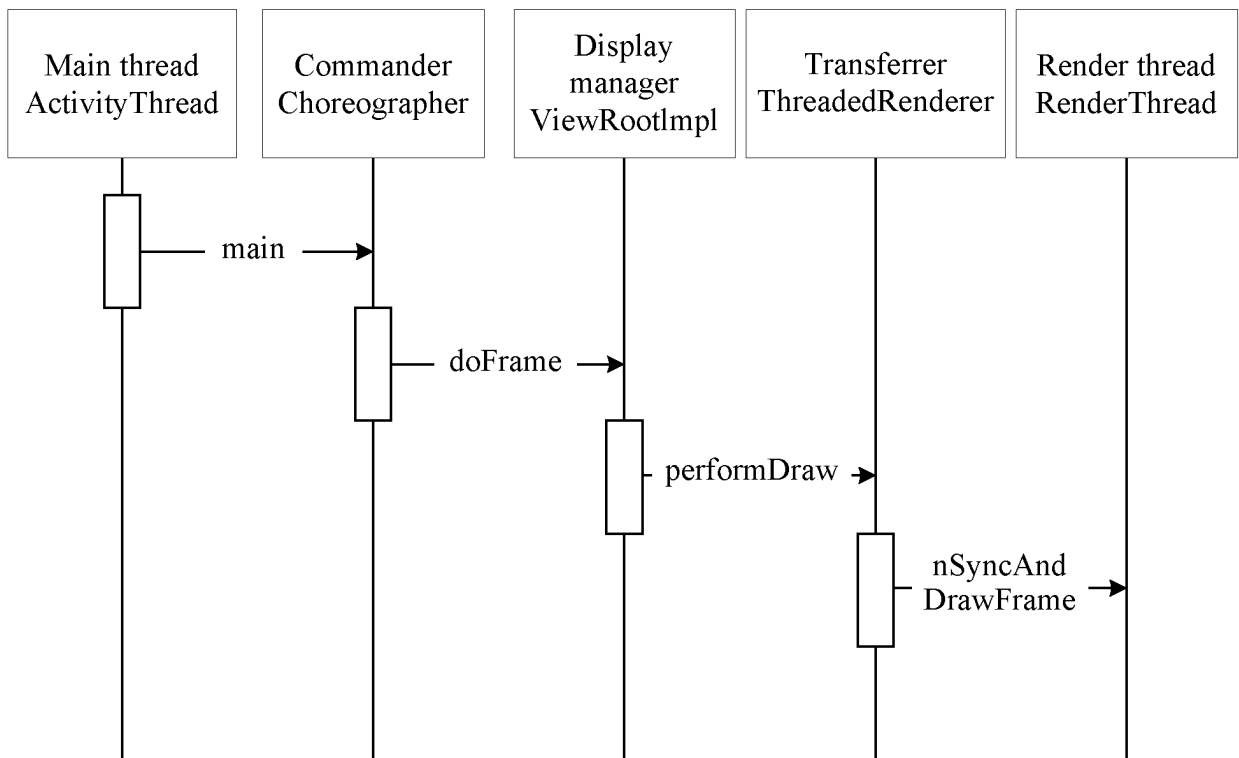 Main thread
ActivityThread
Commander
Choreographer
Display
manager
ViewRootImpl
Transferrer
ThreadedRenderer
Render thread
RenderThread
main
doFrame
performDraw
nSyncAnd
DrawFrame